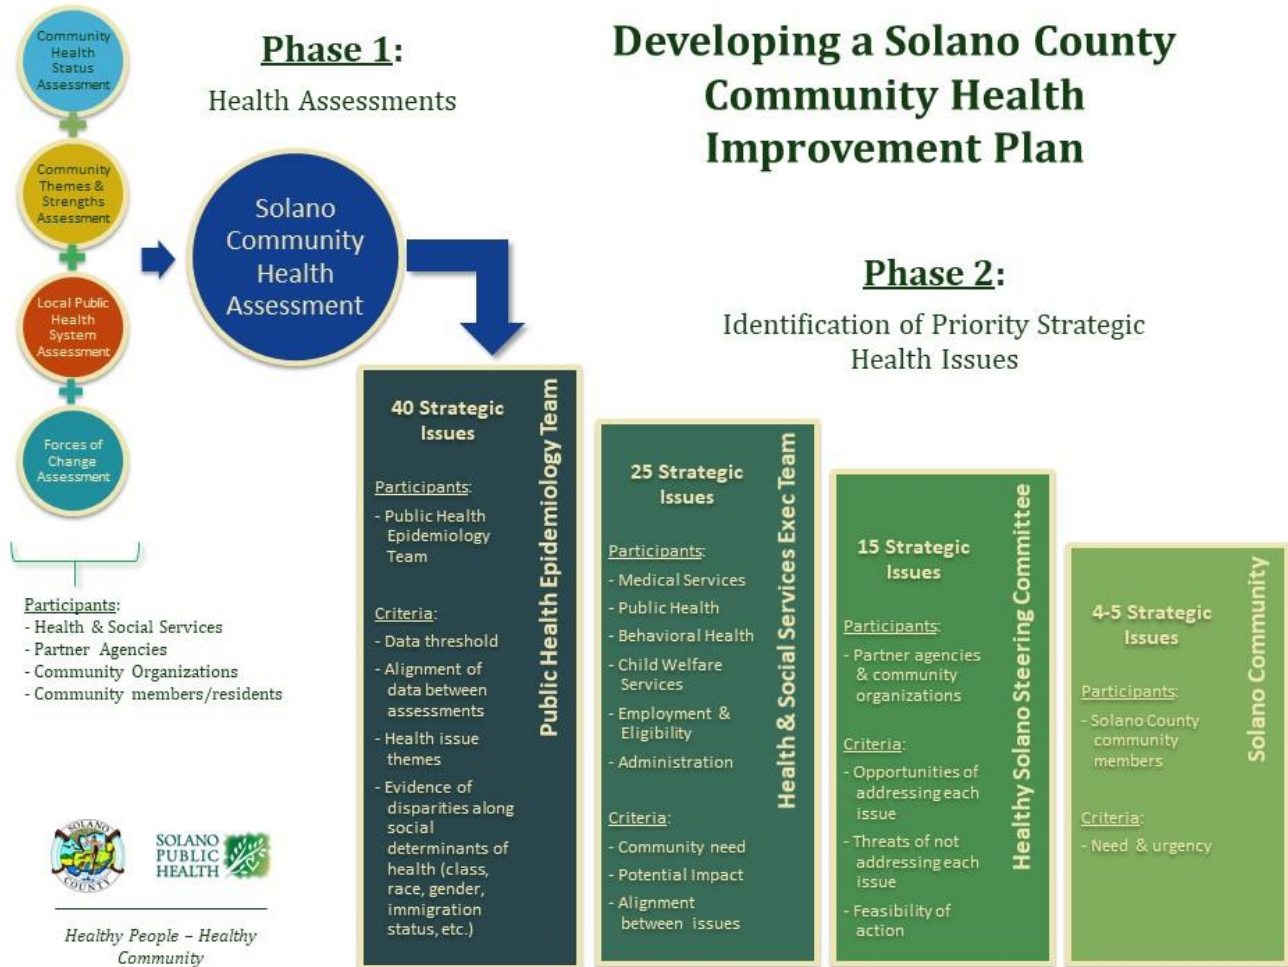 Developing a Solano County
Community Health
Improvement Plan
Phase 1:
Health Assessments
Community
Health
Status
Assessment
Community
Themes &
Strengths
Assessment
Local Public
Health
System
Assessment
Forces of
Change
Assessment
Participants:
- Health & Social Services
- Partner Agencies
- Community Organizations
- Community members/residents
Solano
Community
Health
Assessment
Phase 2:
Identification of Priority Strategic
Health Issues
40 Strategic
Issues
Participants:
- Public Health
Epidemiology
Team
Criteria:
- Data threshold
- Alignment of
data between
assessments
- Health issue
themes
- Evidence of
disparities along
social
determinants of
health (class,
race, gender,
immigration
status, etc.)
Public Health Epidemiology Team
25 Strategic
Issues
Participants:
- Medical Services
- Public Health
- Behavioral Health
- Child Welfare
Services
- Employment &
Eligibility
- Administration
Criteria:
- Community need
- Potential Impact
- Alignment
between issues
Health & Social Services Exec Team
15 Strategic
Issues
Participants:
- Partner agencies
& community
organizations
Criteria:
- Opportunities of
addressing each
issue
- Threats of not
addressing each
issue
- Feasibility of
action
Healthy Solano Steering Committee
4-5 Strategic
Issues
Participants:
- Solano County
community
members
Criteria:
- Need & urgency
Solano Community
SOLANO
COUNTY
SOLANO
PUBLIC
HEALTH
Healthy People – Healthy
Community